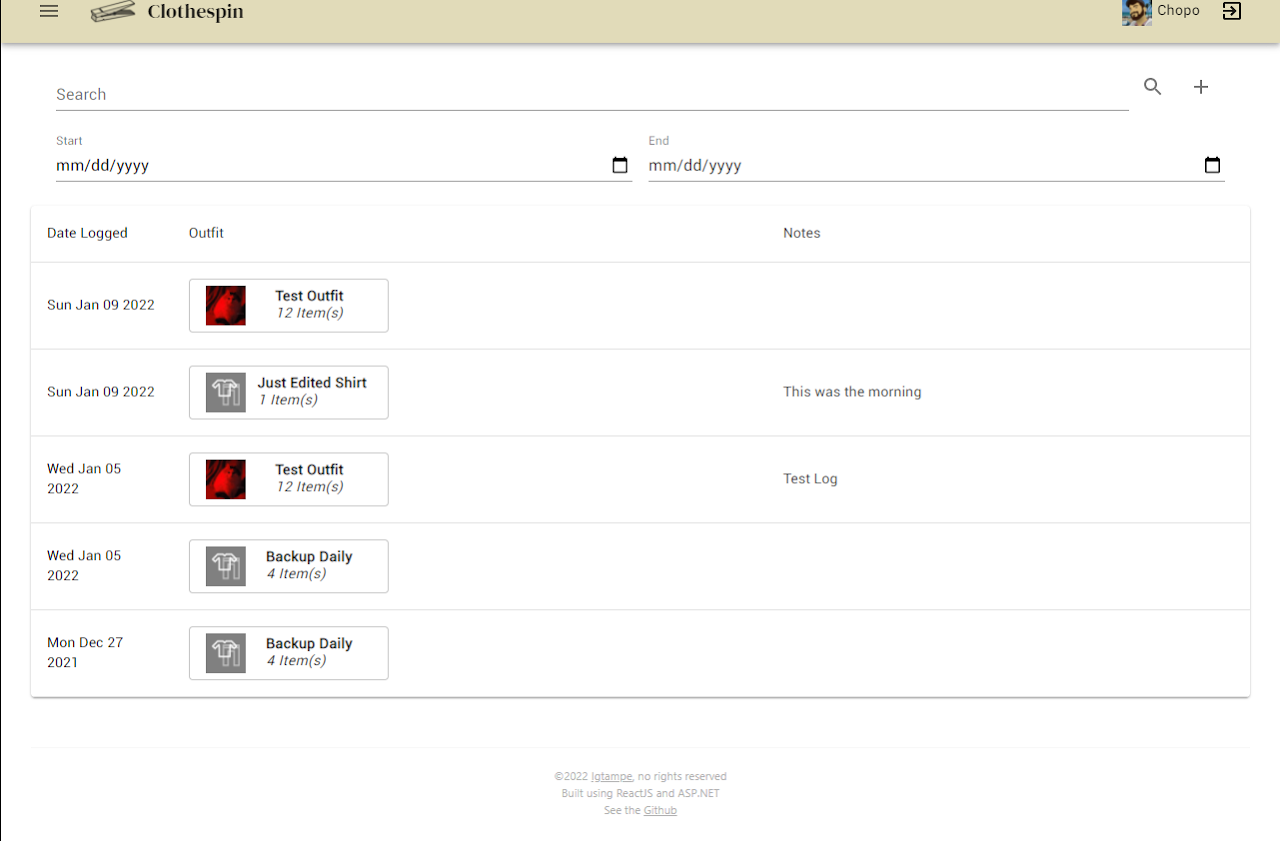 Clothespin
Chopo
Search
Start
End
mm/dd/yyyy
mm/dd/yyyy
Date Logged
Outfit
Notes
Sun Jan 09 2022
Test Outfit
12 Item(s)
Sun Jan 09 2022
Just Edited Shirt
1 Item(s)
This was the morning
Wed Jan 05
2022
Test Outfit
12 Item(s)
Test Log
Wed Jan 05
2022
Backup Daily
4 Item(s)
Mon Dec 27
2021
Backup Daily
4 Item(s)
©2022 Igtampe, no rights reserved
Built using ReactJS and ASP.NET
See the Github